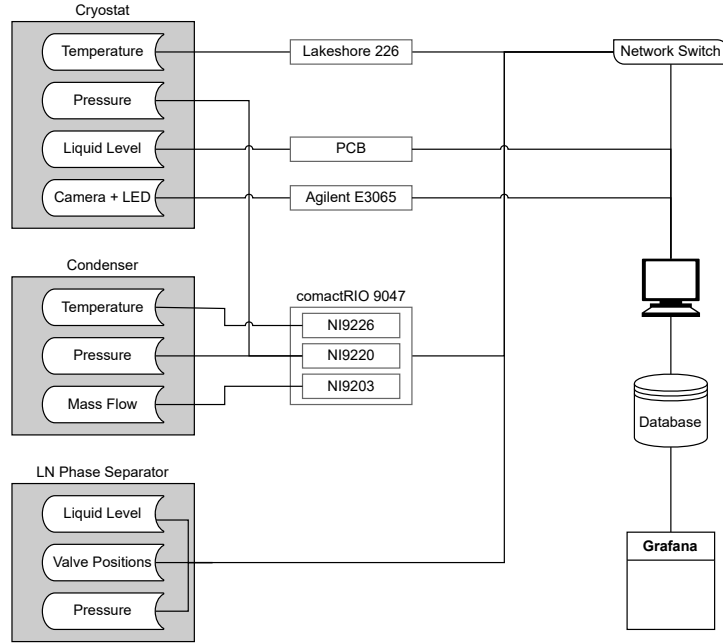 Cryostat
Temperature
Lakeshore 226
Network Switch
Pressure
Liquid Level
PCB
Camera + LED
Agilent E3065
Condenser
comactRIO 9047
Temperature
NI9226
Pressure
NI9220
Mass Flow
NI9203
Database
LN Phase Separator
Liquid Level
Valve Positions
Pressure
Grafana